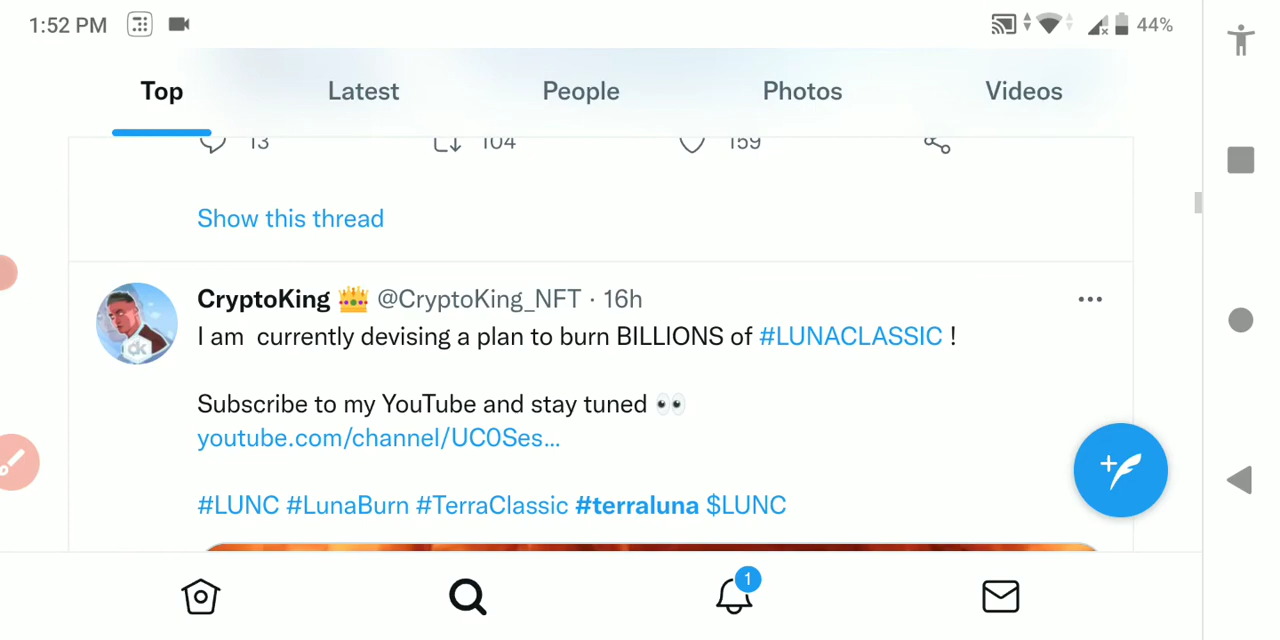 1:52 PM 44%
Top Latest People Photos Videos
13 104 159
Show this thread
CryptoKing 👑 @CryptoKing_NFT · 16h
I am currently devising a plan to burn BILLIONS of #LUNACLASSIC !
Subscribe to my YouTube and stay tuned 👀
youtube.com/channel/UC0Ses...
#LUNC #LunaBurn #TerraClassic #terraluna $LUNC
1